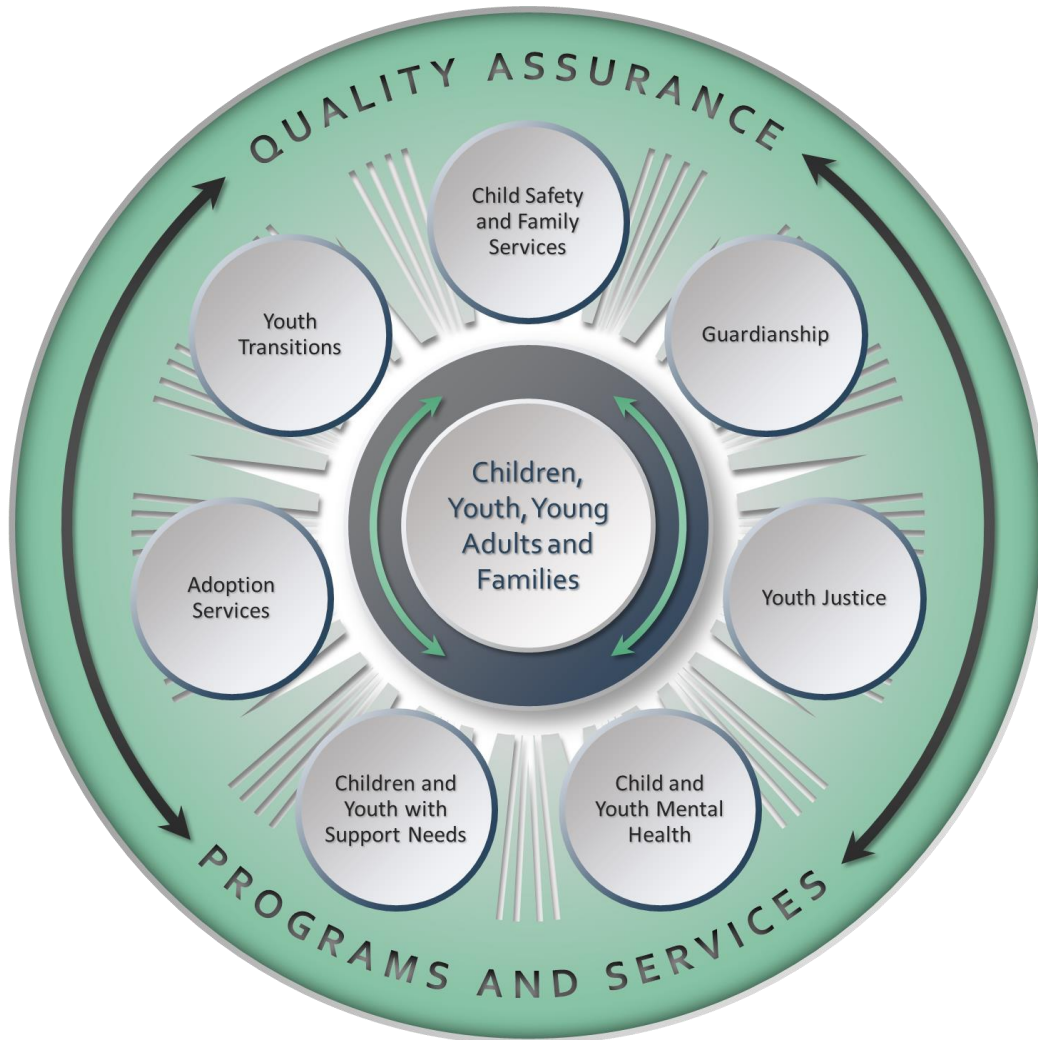 QUALITY ASSURANCE
Child Safety
and Family
Services
Guardianship
Youth Justice
Child and
Youth Mental
Health
Children and
Youth with
Support Needs
Adoption
Services
Youth
Transitions
Children,
Youth, Young
Adults and
Families
PROGRAMS AND SERVICES